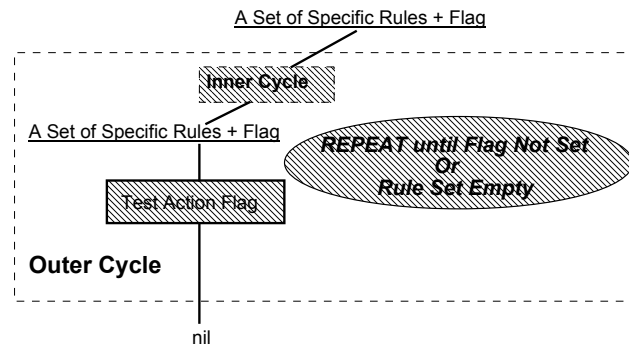 A Set of Specific Rules + Flag
Inner Cycle
A Set of Specific Rules + Flag
REPEAT until Flag Not Set
Or
Rule Set Empty
Test Action Flag
Outer Cycle
nil